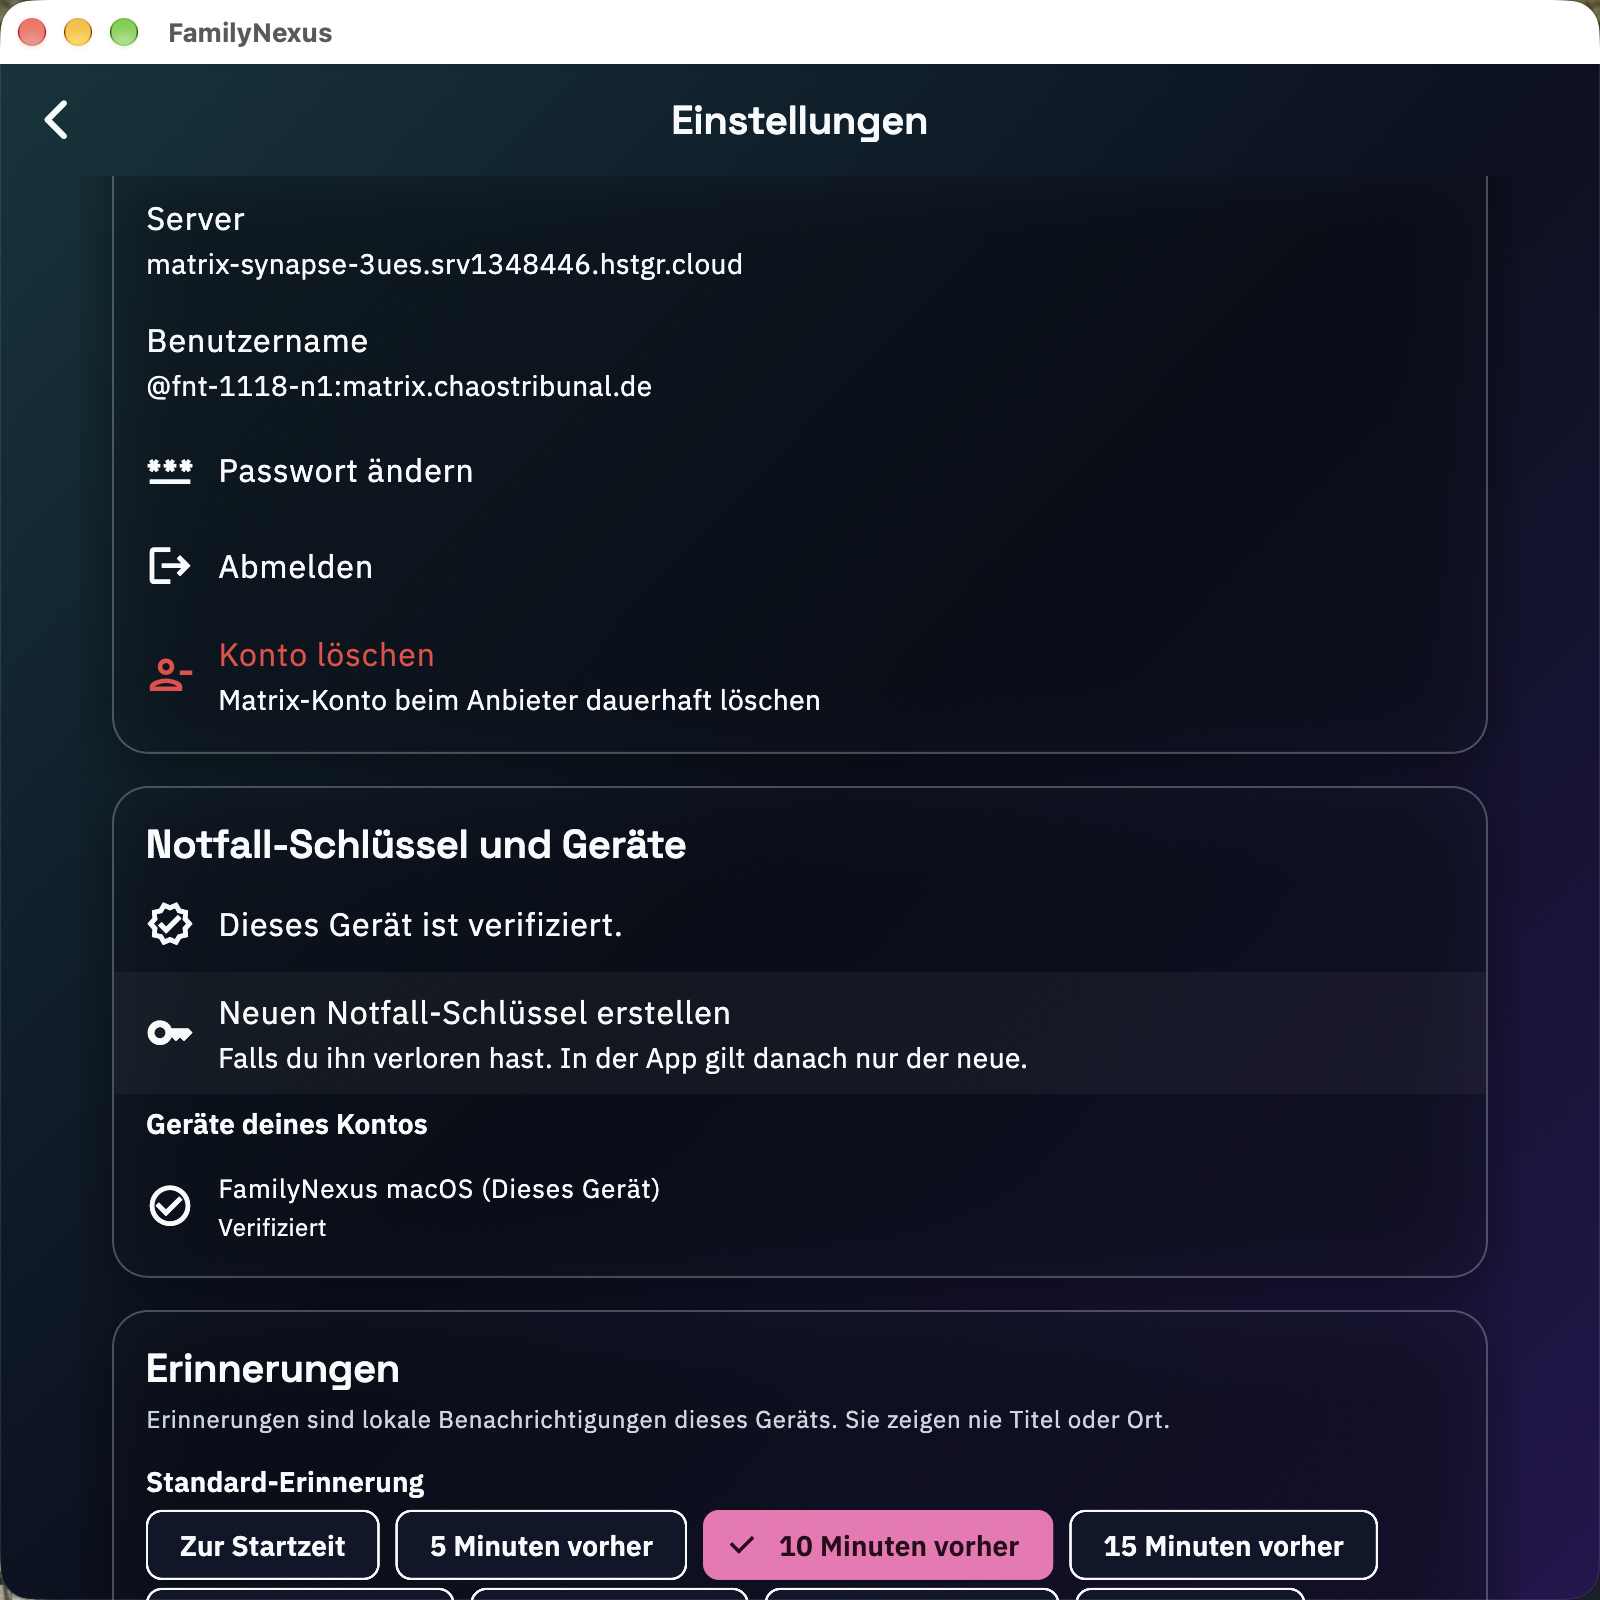 FamilyNexus
Einstellungen
Server
matrix-synapse-3ues.srv1348446.hstgr.cloud
Benutzername
@fnt-1118-n1:matrix.chaostribunal.de
Passwort ändern
Abmelden
Konto löschen
Matrix-Konto beim Anbieter dauerhaft löschen
Notfall-Schlüssel und Geräte
Dieses Gerät ist verifiziert.
Neuen Notfall-Schlüssel erstellen
Falls du ihn verloren hast. In der App gilt danach nur der neue.
Geräte deines Kontos
FamilyNexus macOS (Dieses Gerät)
Verifiziert
Erinnerungen
Erinnerungen sind lokale Benachrichtigungen dieses Geräts. Sie zeigen nie Titel oder Ort.
Standard-Erinnerung
Zur Startzeit 5 Minuten vorher 10 Minuten vorher 15 Minuten vorher